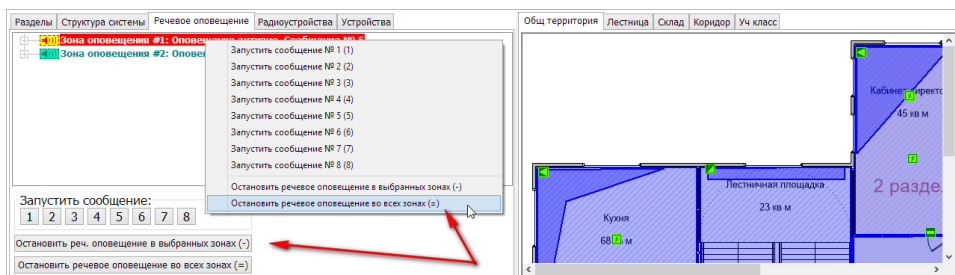 Разделы Структура системы Речевое оповещение Радиоустройства Устройства
Зона оповещения #1: Оповещение активно. Сообщение № 5
Зона оповещения #2: Опове
Запустить сообщение № 1 (1)
Запустить сообщение № 2 (2)
Запустить сообщение № 3 (3)
Запустить сообщение № 4 (4)
Запустить сообщение № 5 (5)
Запустить сообщение № 6 (6)
Запустить сообщение № 7 (7)
Запустить сообщение № 8 (8)
Остановить речевое оповещение в выбранных зонах (-)
Остановить речевое оповещение во всех зонах (=)
Запустить сообщение:
1 2 3 4 5 6 7 8
Остановить реч. оповещение в выбранных зонах (-)
Остановить речевое оповещение во всех зонах (=)
Общ территория Лестница Склад Коридор Уч класс
Кабинет директо
45 кв м
2 разде
Лестничная площадка
23 кв м
Кухня
68 м